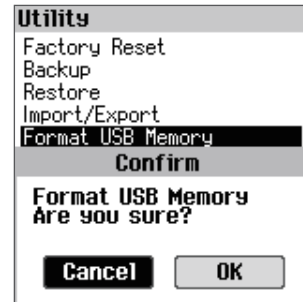 Utility
Factory Reset
Backup
Restore
Import/Export
Format USB Memory
Confirm
Format USB Memory
Are you sure?
Cancel OK